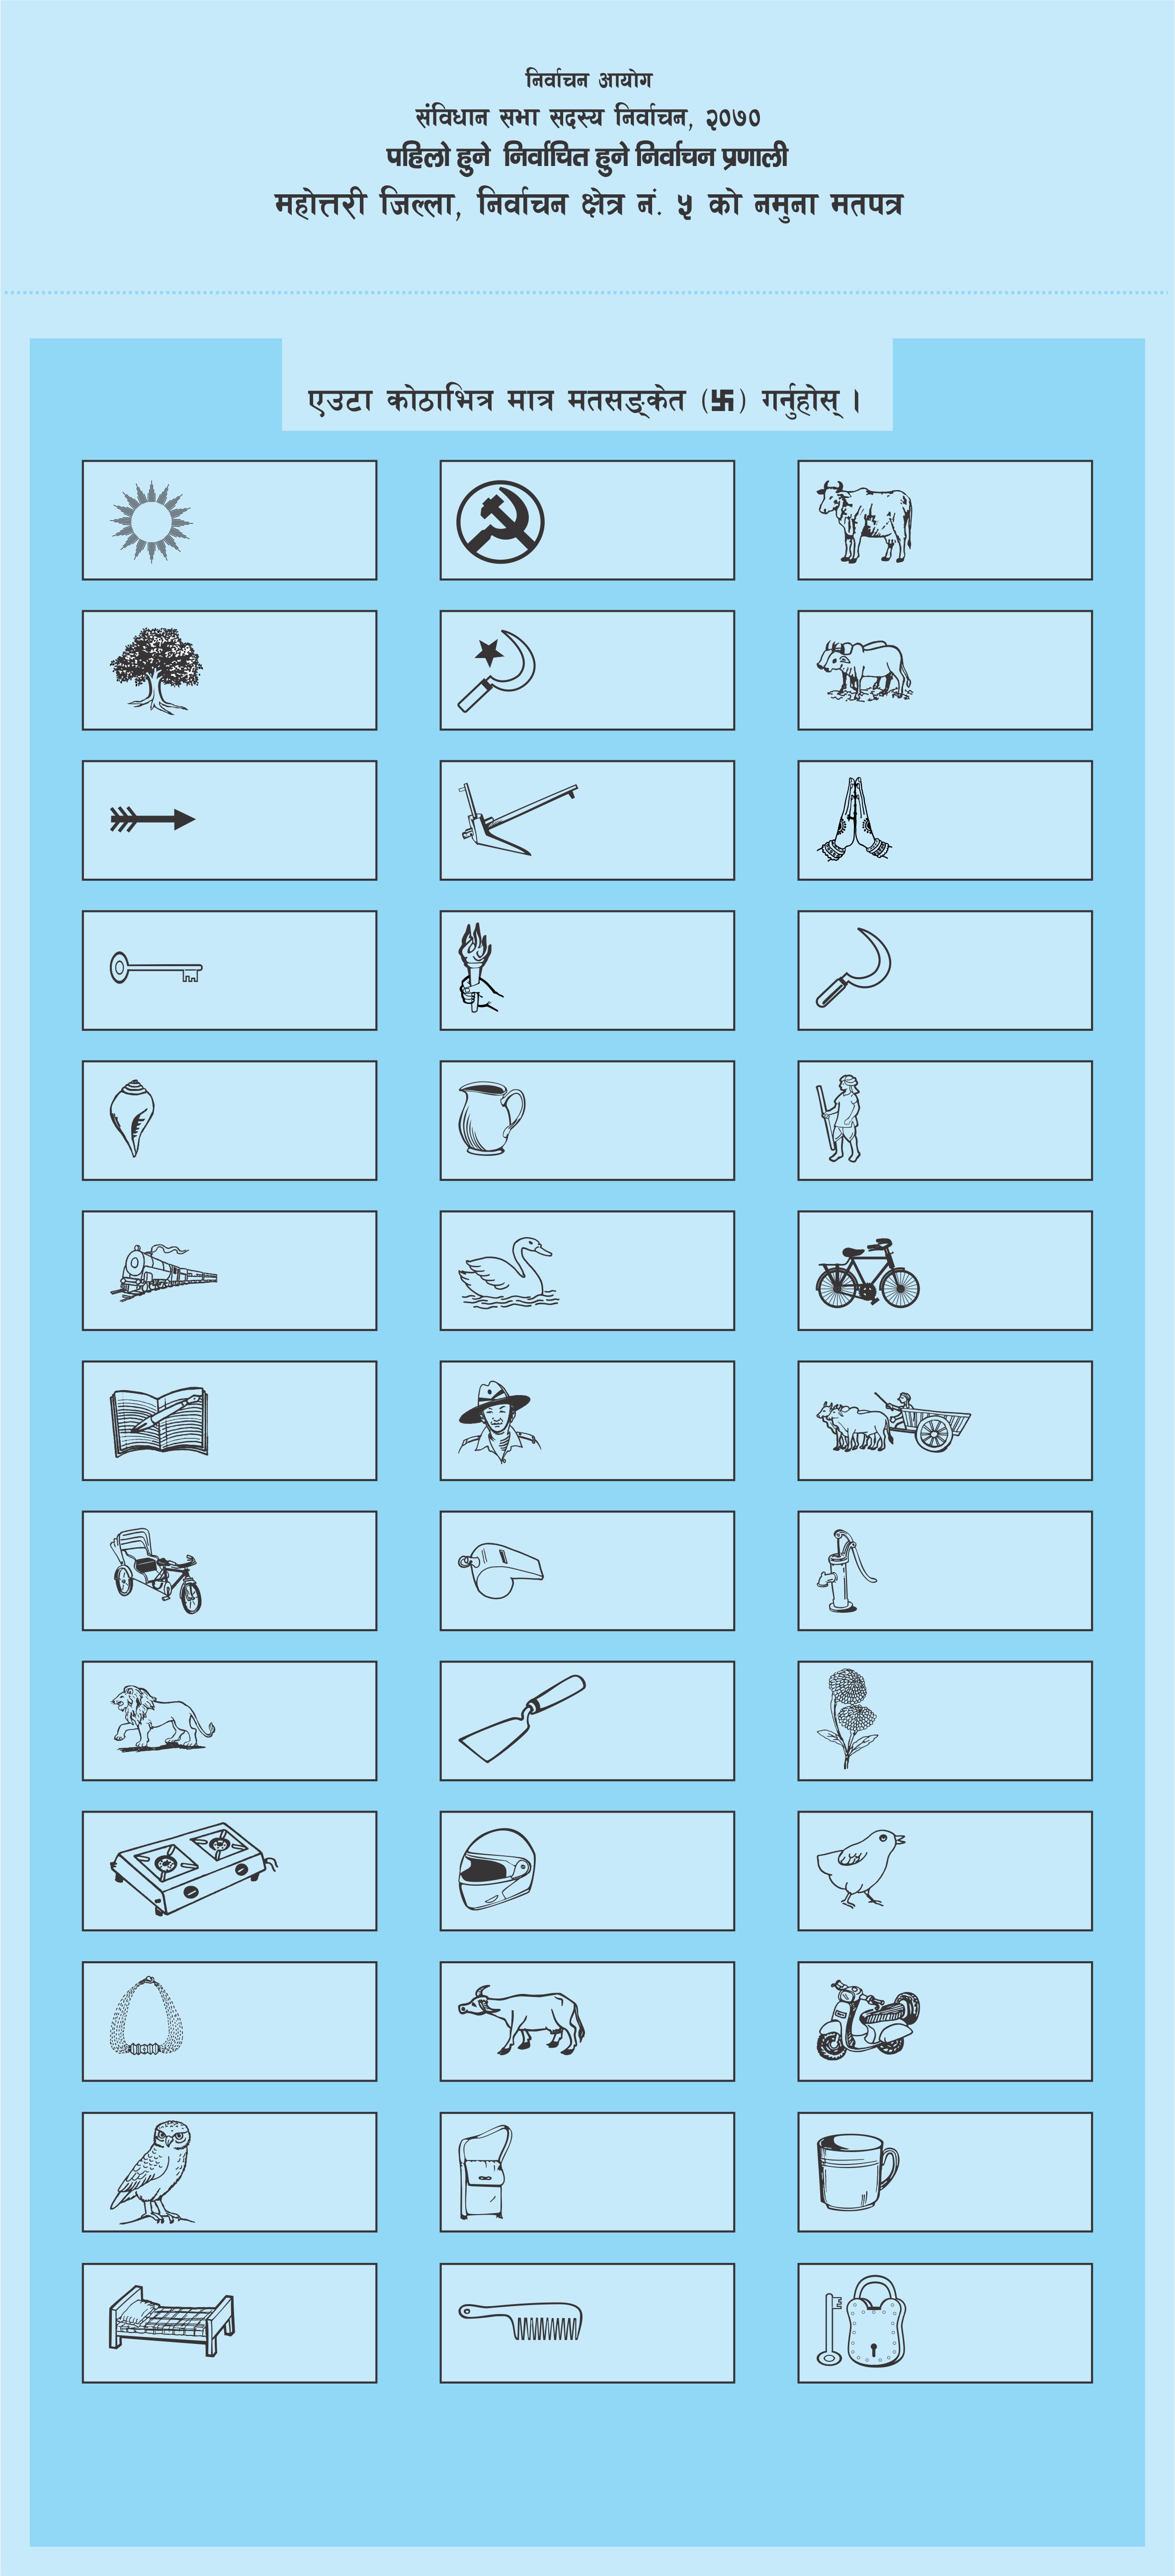 निर्वाचन आयोग
संविधान सभा सदस्य निर्वाचन, २०७०
पहिलो हुने निर्वाचित हुने निर्वाचन प्रणाली
महोत्तरी जिल्ला, निर्वाचन क्षेत्र नं. ५ को नमुना मतपत्र
एउटा कोठाभित्र मात्र मतसङ्केत (卐) गर्नुहोस् ।